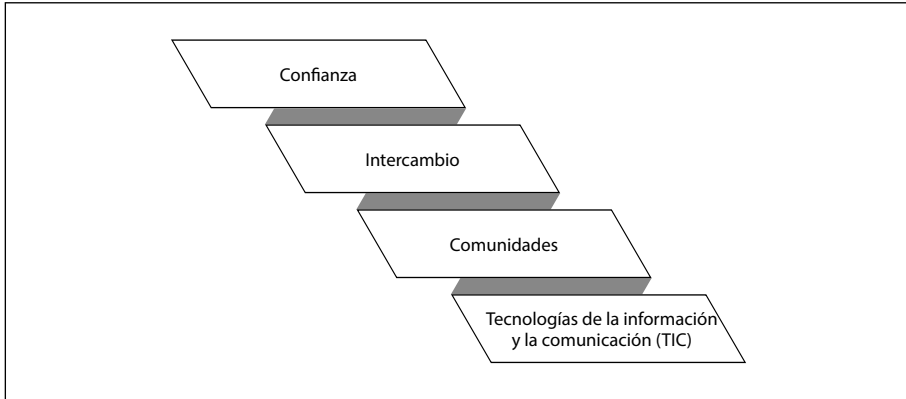 Confianza
Intercambio
Comunidades
Tecnologías de la información
y la comunicación (TIC)